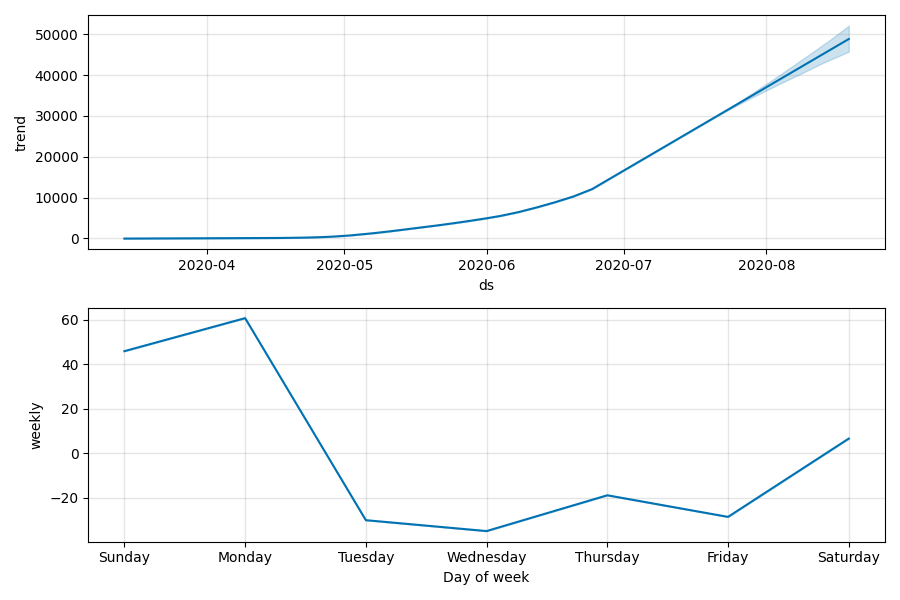 50000
40000
30000
20000
10000
0
trend
2020-04 2020-05 2020-06 2020-07 2020-08
ds
60
40
20
0
−20
weekly
Sunday Monday Tuesday Wednesday Thursday Friday Saturday
Day of week